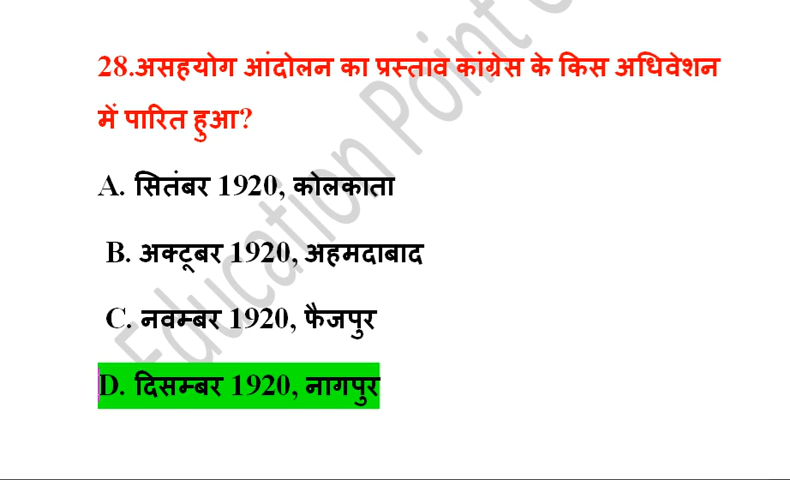 28.असहयोग आंदोलन का प्रस्ताव कांग्रेस के किस अधिवेशन
में पारित हुआ?
A. सितंबर 1920, कोलकाता
B. अक्टूबर 1920, अहमदाबाद
C. नवम्बर 1920, फैजपुर
D. दिसम्बर 1920, नागपुर
Education Point